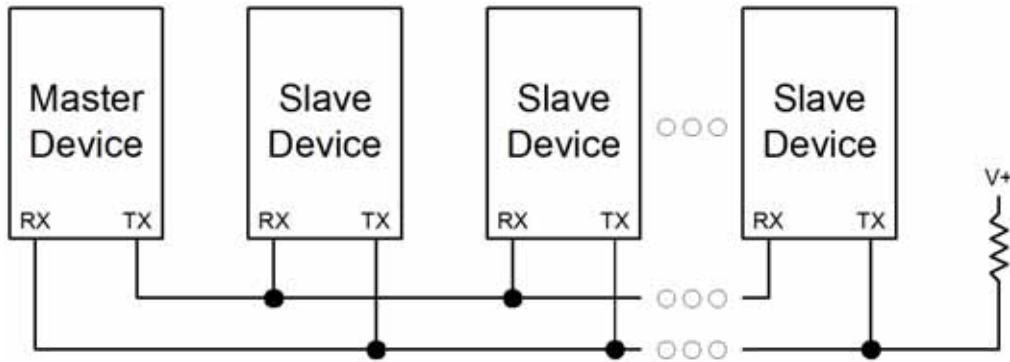 Master
Device
RX TX
Slave
Device
RX TX
Slave
Device
RX TX
Slave
Device
RX TX
V+